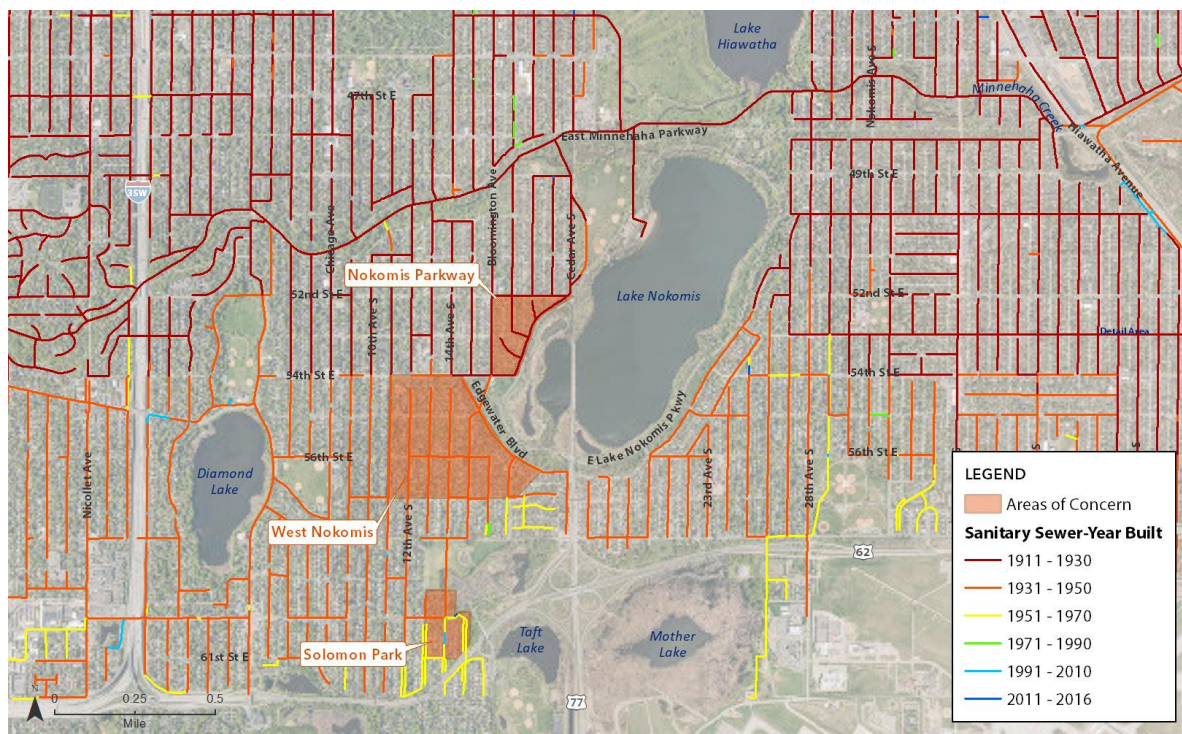 Lake
Hiawatha
Nokomis Ave S
47th St E
Minnehaha
Creek
Hiawatha Avenue
East Minnehaha Parkway
49th St E
35W
Bloomington Ave
Chicago Ave
Cedar Ave S
Nokomis Parkway
52nd St E
Lake Nokomis
52nd St E
10th Ave S
14th Ave S
Detail Area
54th St E
54th St E
Edgewater Blvd
E Lake Nokomis Pkwy
56th St E
56th St E
Diamond
Lake
Nicollet Ave
23rd Ave S
28th Ave S
S
S
West Nokomis
12th Ave S
62
Taft
Lake
Mother
Lake
Solomon Park
61st St E
N
0 0.25 0.5
Mile
77
LEGEND
Areas of Concern
Sanitary Sewer-Year Built
1911 - 1930
1931 - 1950
1951 - 1970
1971 - 1990
1991 - 2010
2011 - 2016